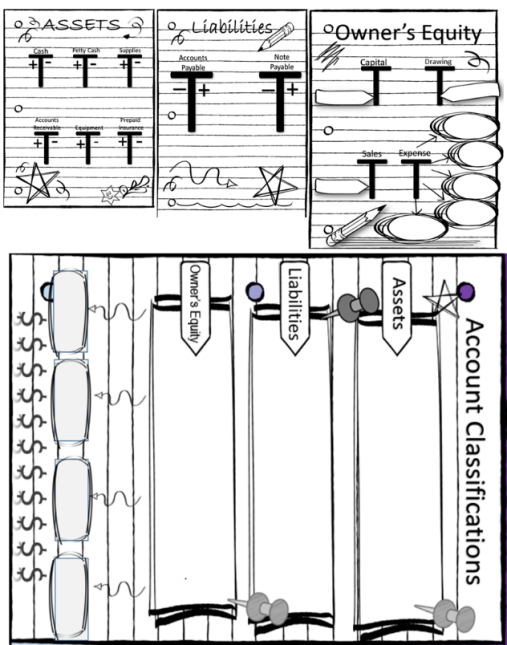 ASSETS
Cash
Petty Cash
Supplies
+ - + - + -
Accounts
Receivable
Equipment
Prepaid
Insurance
+ - + - + -
Liabilities
Accounts
Payable
Note
Payable
- + - +
Owner's Equity
Capital
Drawing
Sales
Expense
Account Classifications
Assets
Liabilities
Owner's Equity
$
$
$
$
$
$
$
$
$
$
$